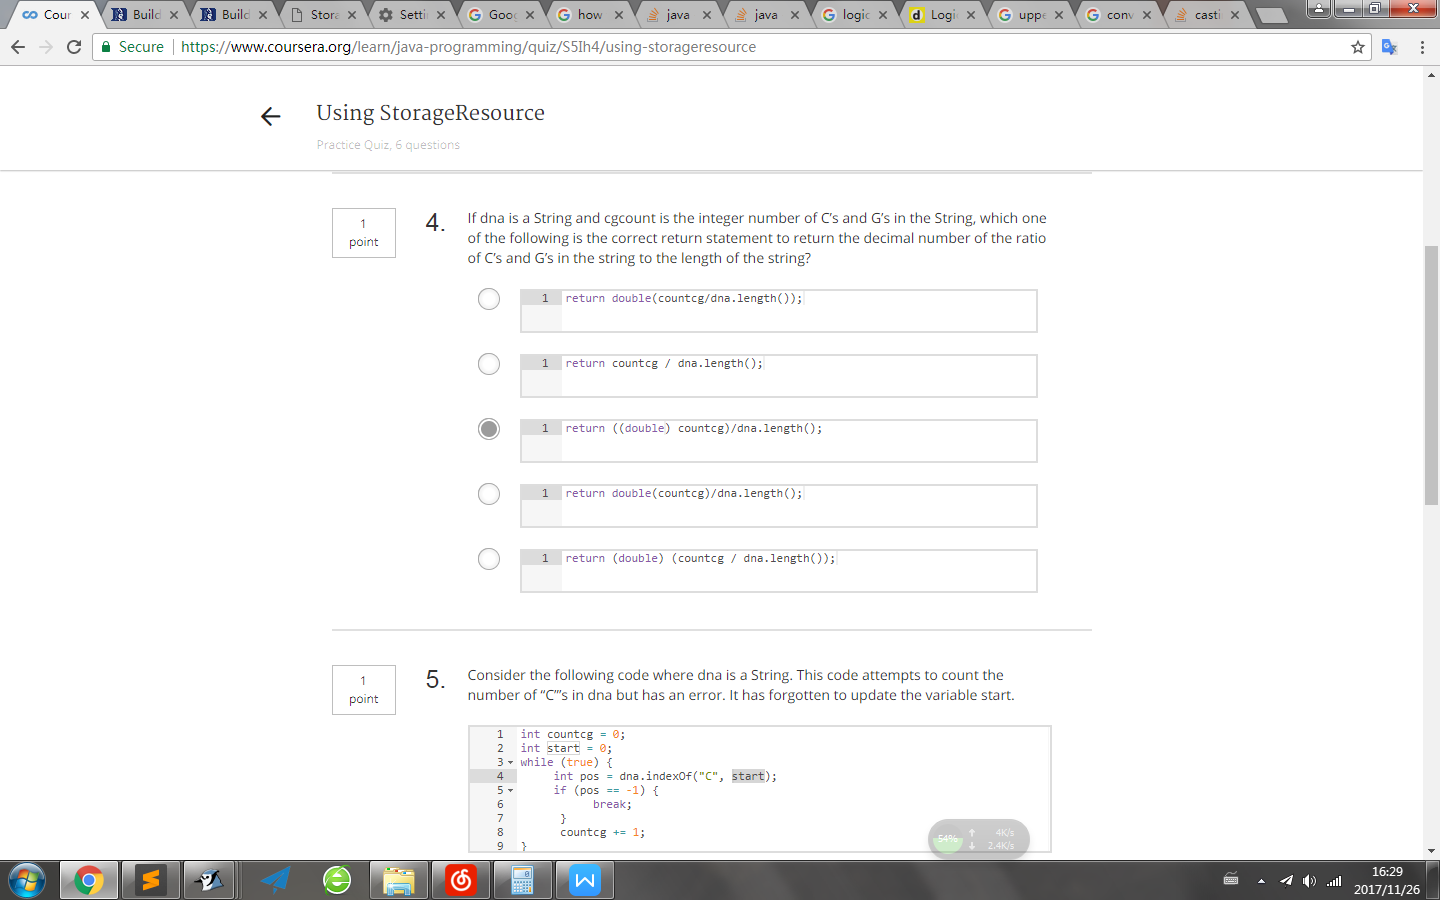 Cour
Build
Build
Stora
Setti
Goog
how
java
java
logic
Logi
uppe
conv
casti
Secure
https://www.coursera.org/learn/java-programming/quiz/S5Ih4/using-storageresource
Using StorageResource
Practice Quiz, 6 questions
1
point
4.
If dna is a String and cgcount is the integer number of C’s and G’s in the String, which one
of the following is the correct return statement to return the decimal number of the ratio
of C’s and G’s in the string to the length of the string?
1 return double(countcg/dna.length());
1 return countcg / dna.length();
1 return ((double) countcg)/dna.length();
1 return double(countcg)/dna.length();
1 return (double) (countcg / dna.length());
1
point
5.
Consider the following code where dna is a String. This code attempts to count the
number of “C”’s in dna but has an error. It has forgotten to update the variable start.
1 int countcg = 0;
2 int start = 0;
3 while (true) {
4 int pos = dna.indexOf("C", start);
5 if (pos == -1) {
6 break;
7 }
8 countcg += 1;
9 }
54%
4K/s
2.4K/s
16:29
2017/11/26